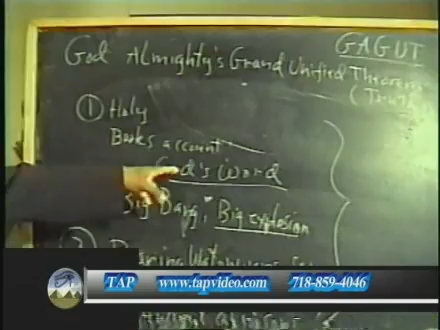 GAGUT
God Almighty's Grand Unified Theorem
(Truth
① Holy
Books account
God's Word
Big Bang, "Big explosion
TAP www.tapvideo.com 718-859-4046